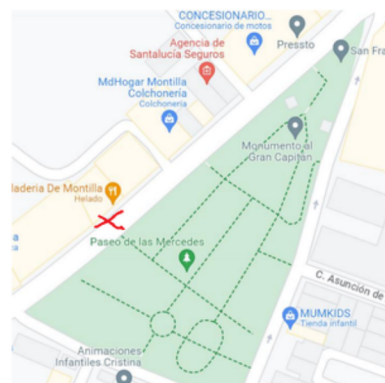 CONCESIONARIO...
Concesionario de motos
Pressto
San Fra
Agencia de
Santalucía Seguros
MdHogar Montilla
Colchonería
Colchonería
Monumento al
Gran Capitán
laderia De Montilla
Helado
a
Paseo de las Mercedes
C. Asunción de
MUMKIDS
Tienda infantil
Animaciones
Infantiles Cristina